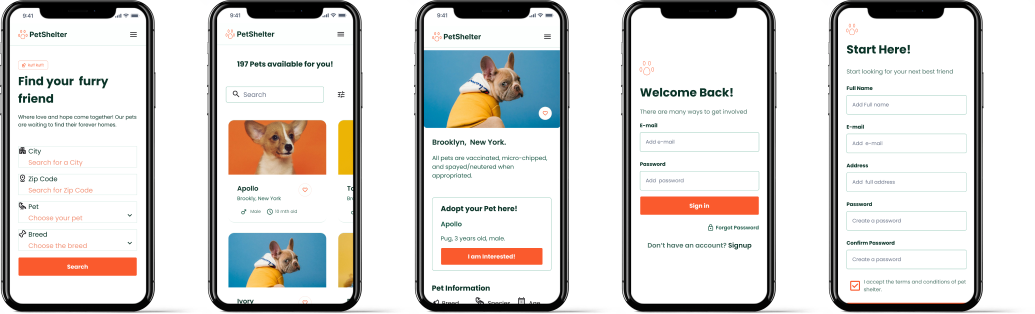 9:41
PetShelter
Find your furry
friend
Where love and hope come together! Our pets
are waiting to find their forever homes.
City
Search for a City
Zip Code
Search for Zip Code
Pet
Choose your pet
Breed
Choose the breed
Search
9:41
PetShelter
197 Pets available for you!
Search
Apollo
Brooklyn, New York
Male
10 mth old
To
Br
Ivory
9:41
PetShelter
Brooklyn, New York.
All pets are vaccinated, micro-chipped,
and spayed/neutered when
appropriated.
Adopt your Pet here!
Apollo
Pug, 3 years old, male.
I am Interested!
Pet Information
Breed
Species
Age
9:41
Welcome Back!
There are many ways to get involved
E-mail
Add e-mail
Password
Add password
Sign in
Forgot Password
Don't have an account? Signup
9:41
Start Here!
Start looking for your next best friend
Full Name
Add Full name
E-mail
Add e-mail
Address
Add full address
Password
Create a password
Confirm Password
Create a password
I accept the terms and conditions of pet
shelter.